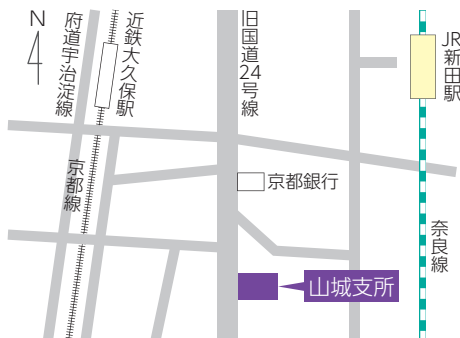 N
府道宇治淀線
近鉄大久保駅
旧国道24号線
JR新田駅
京都線
京都銀行
奈良線
山城支所